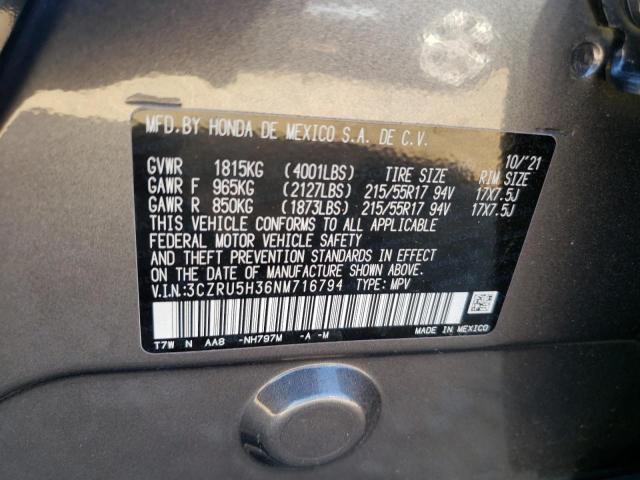 MFD.BY HONDA DE MEXICO S.A. DE C.V.
10/'21
GVWR 1815KG (4001LBS) TIRE SIZE RIM SIZE
GAWR F 965KG (2127LBS) 215/55R17 94V 17X7.5J
GAWR R 850KG (1873LBS) 215/55R17 94V 17X7.5J
THIS VEHICLE CONFORMS TO ALL APPLICABLE
FEDERAL MOTOR VEHICLE SAFETY
AND THEFT PREVENTION STANDARDS IN EFFECT
ON THE DATE OF MANUFACTURE SHOWN ABOVE.
V.I.N:3CZRU5H36NM716794 TYPE: MPV
T7W N AA8 -NH797M -A -M MADE IN MEXICO